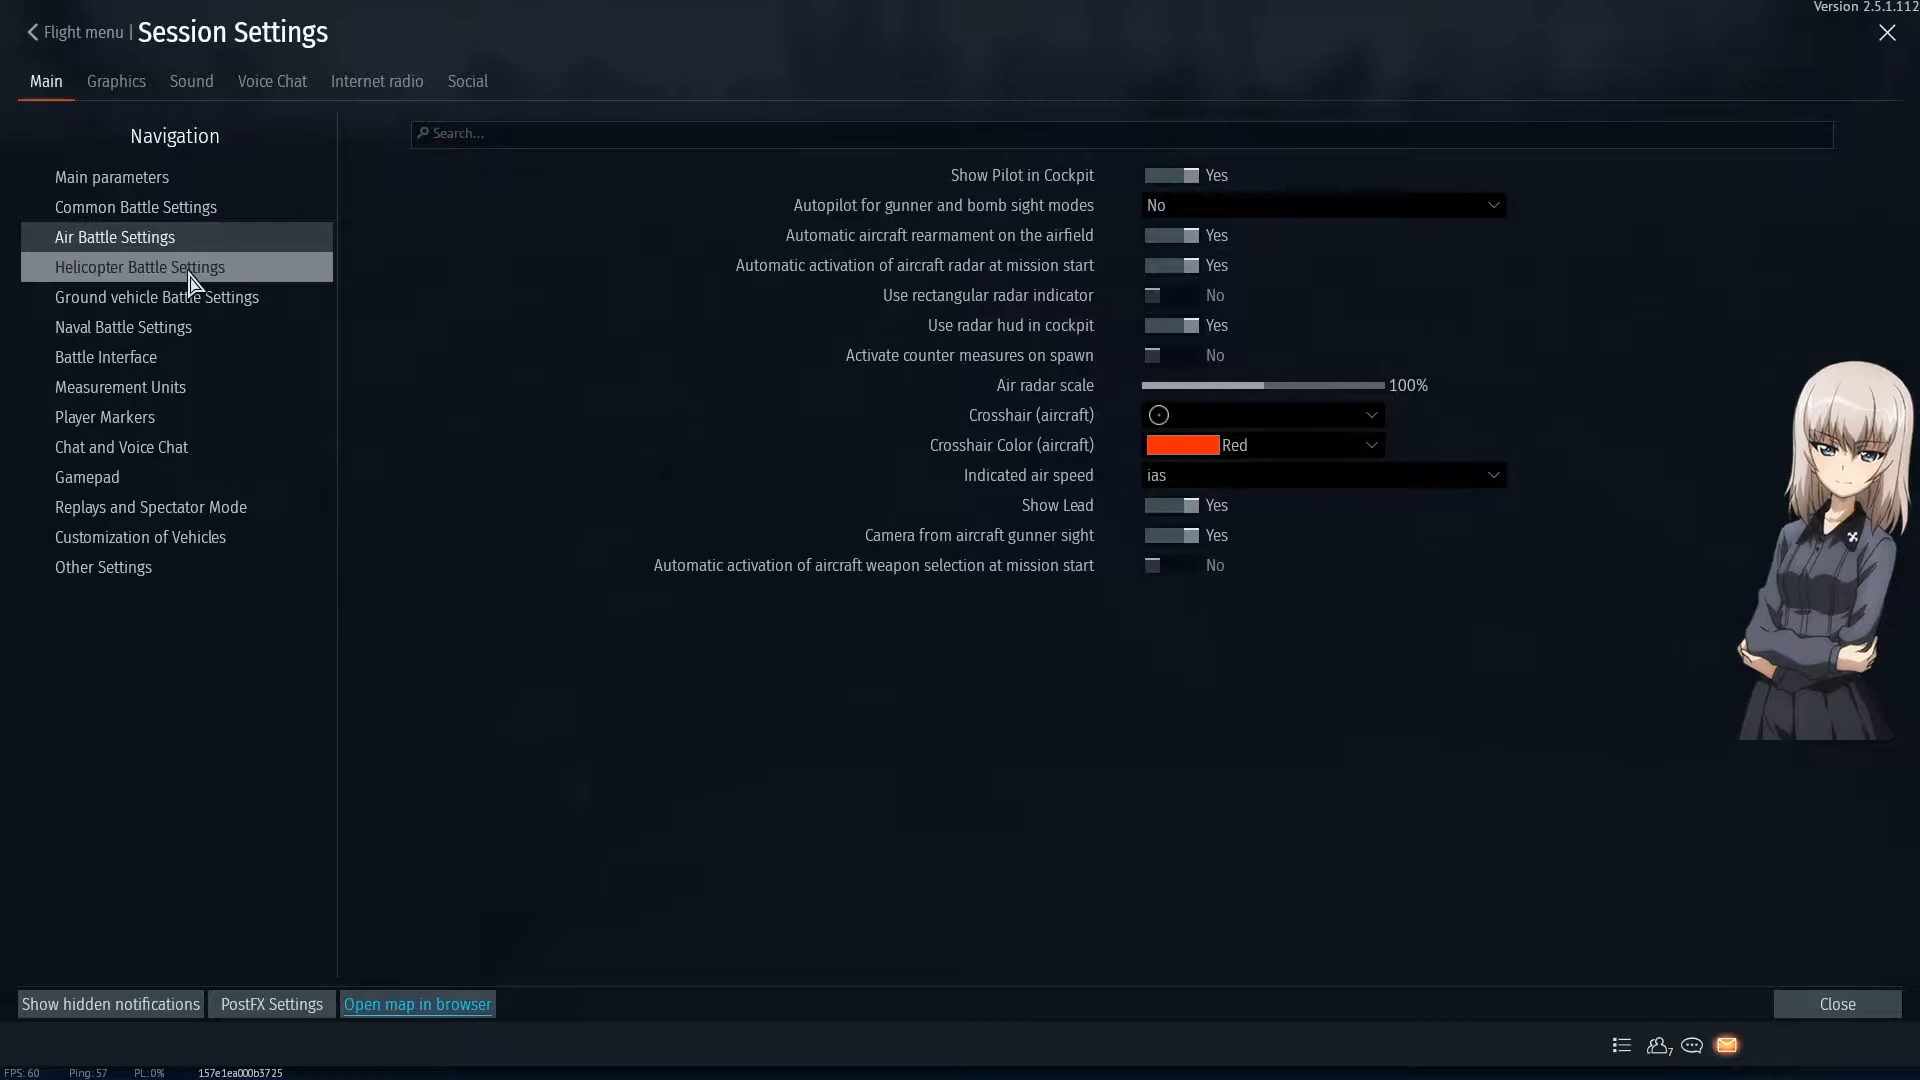 Version 2.5.1.112
Flight menu | Session Settings
Main Graphics Sound Voice Chat Internet radio Social
Navigation
Main parameters
Common Battle Settings
Air Battle Settings
Helicopter Battle Settings
Ground vehicle Battle Settings
Naval Battle Settings
Battle Interface
Measurement Units
Player Markers
Chat and Voice Chat
Gamepad
Replays and Spectator Mode
Customization of Vehicles
Other Settings
Search...
Show Pilot in Cockpit Yes
Autopilot for gunner and bomb sight modes No
Automatic aircraft rearmament on the airfield Yes
Automatic activation of aircraft radar at mission start Yes
Use rectangular radar indicator No
Use radar hud in cockpit Yes
Activate counter measures on spawn No
Air radar scale 100%
Crosshair (aircraft)
Crosshair Color (aircraft) Red
Indicated air speed ias
Show Lead Yes
Camera from aircraft gunner sight Yes
Automatic activation of aircraft weapon selection at mission start No
Show hidden notifications PostFX Settings Open map in browser Close
7
FPS: 60 Ping: 57 PL: 0% 157e1ea000b3725